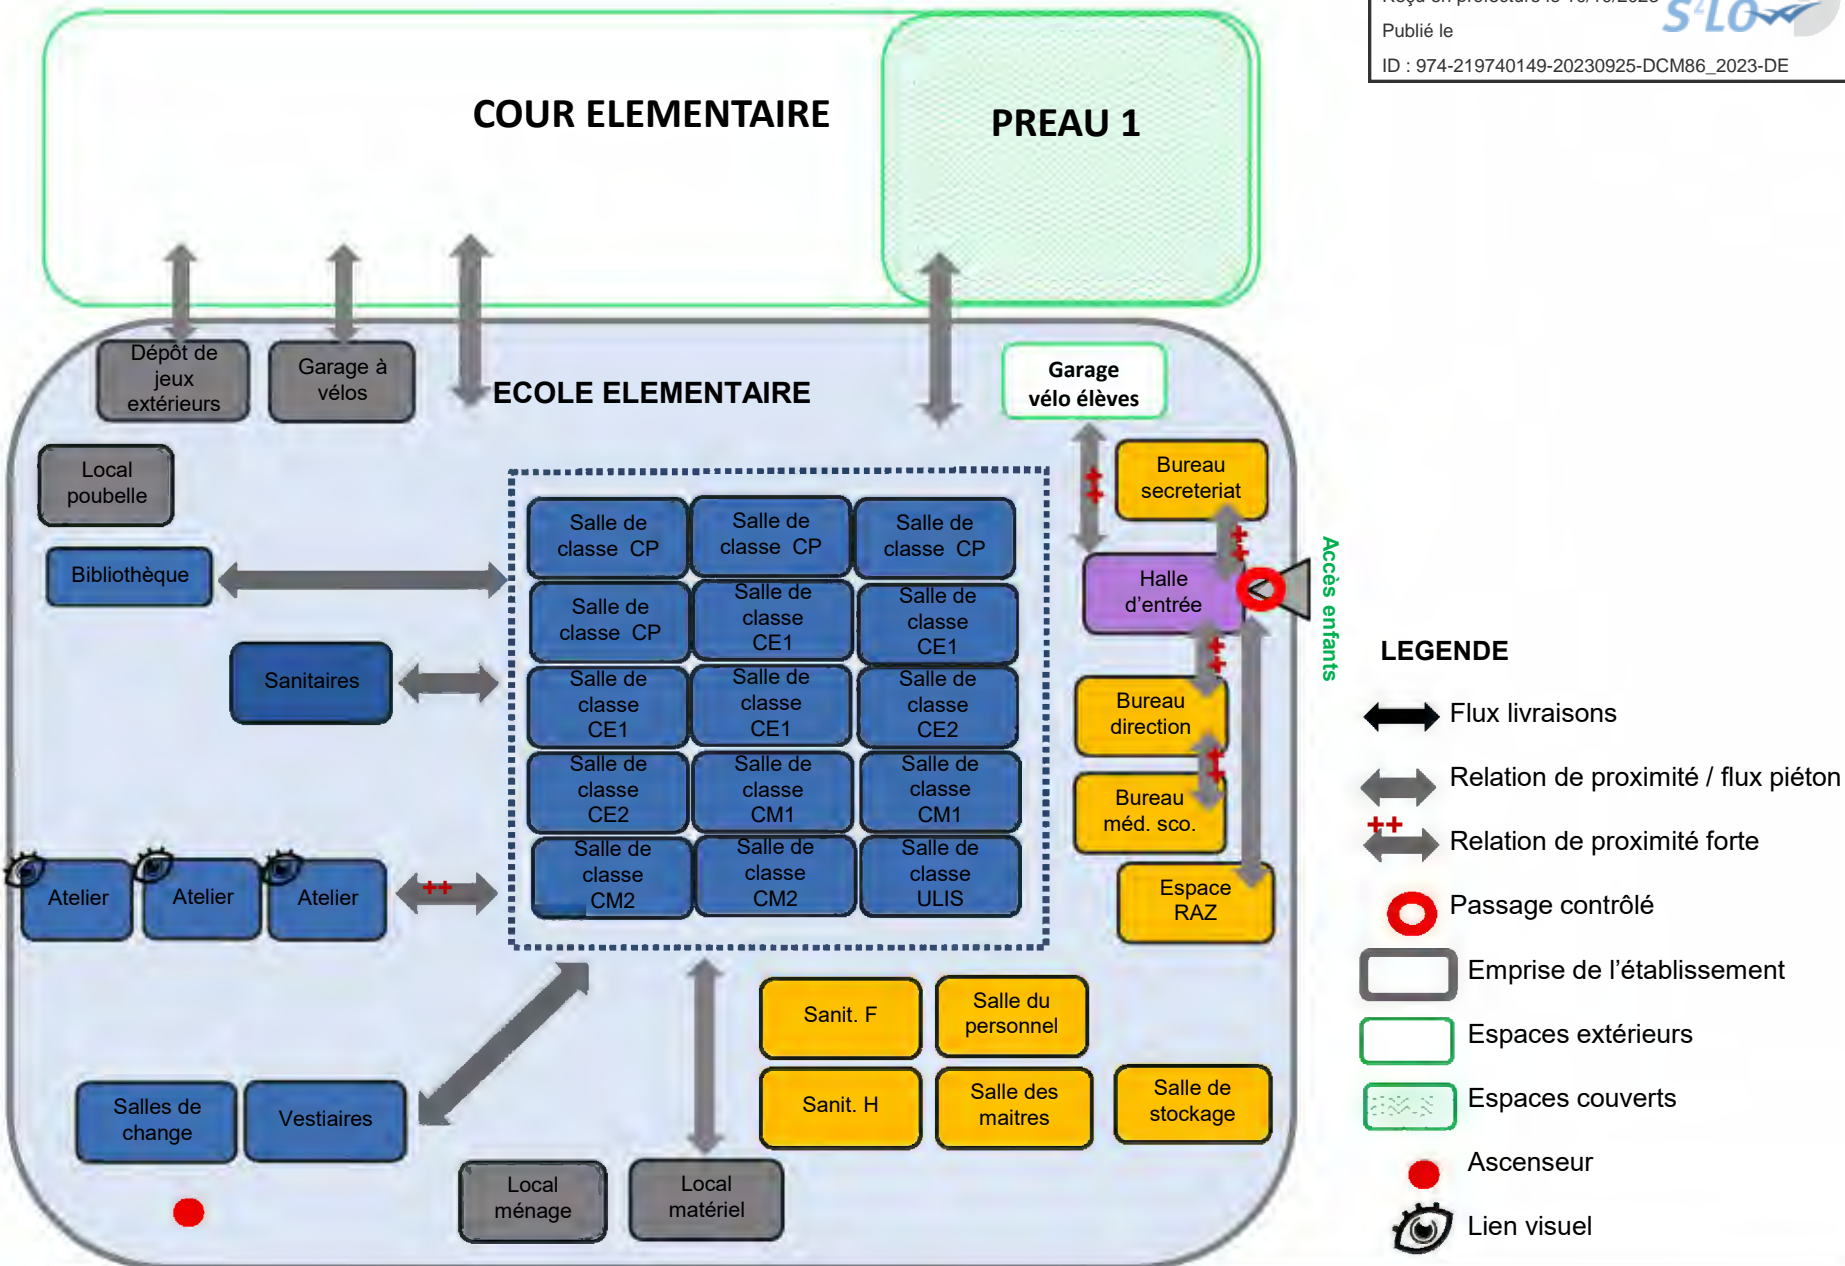 Publié le
ID : 974-219740149-20230925-DCM86_2023-DE
S²LO
COUR ELEMENTAIRE
PREAU 1
Dépôt de
jeux
extérieurs
Garage à
vélos
ECOLE ELEMENTAIRE
Garage
vélo élèves
Local
poubelle
Bureau
secreteriat
Bibliothèque
Salle de
classe CP
Salle de
classe CP
Salle de
classe CP
Halle
d'entrée
Accès enfants
Salle de
classe CP
Salle de
classe
CE1
Salle de
classe
CE1
Sanitaires
Salle de
classe
CE1
Salle de
classe
CE1
Salle de
classe
CE2
Bureau
direction
Salle de
classe
CE2
Salle de
classe
CM1
Salle de
classe
CM1
Bureau
méd. sco.
Atelier
Atelier
Atelier
++
Salle de
classe
CM2
Salle de
classe
CM2
Salle de
classe
ULIS
Espace
RAZ
Sanit. F
Salle du
personnel
Sanit. H
Salle des
maitres
Salle de
stockage
Salles de
change
Vestiaires
Local
ménage
Local
matériel
LEGENDE
Flux livraisons
Relation de proximité / flux piéton
++
Relation de proximité forte
Passage contrôlé
Emprise de l'établissement
Espaces extérieurs
Espaces couverts
Ascenseur
Lien visuel